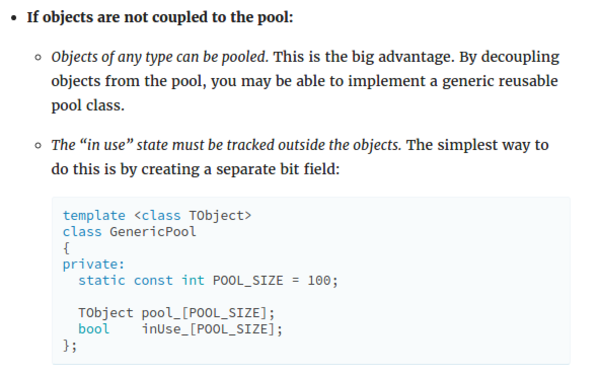 • If objects are not coupled to the pool:
○ Objects of any type can be pooled. This is the big advantage. By decoupling
objects from the pool, you may be able to implement a generic reusable
pool class.
○ The “in use” state must be tracked outside the objects. The simplest way to
do this is by creating a separate bit field:
template <class TObject>
class GenericPool
{
private:
  static const int POOL_SIZE = 100;

  TObject pool_[POOL_SIZE];
  bool    inUse_[POOL_SIZE];
};